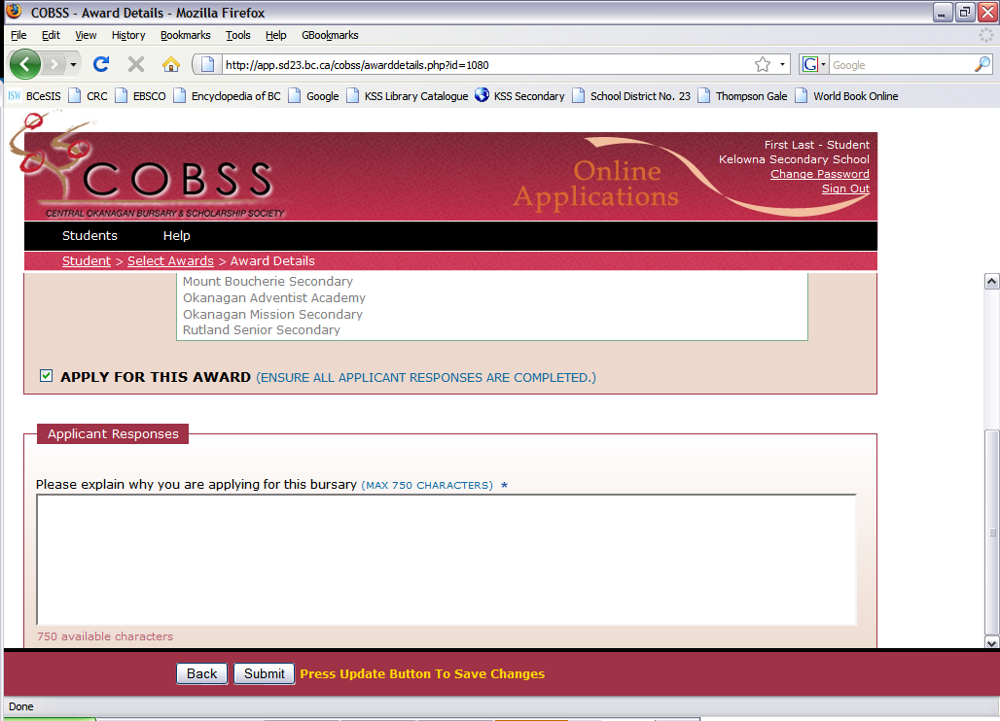 COBSS - Award Details - Mozilla Firefox
File Edit View History Bookmarks Tools Help GBookmarks
http://app.sd23.bc.ca/cobss/awarddetails.php?id=1080 G Google
ISW BCeSIS CRC EBSCO Encyclopedia of BC Google KSS Library Catalogue KSS Secondary School District No. 23 Thompson Gale World Book Online
First Last - Student
Kelowna Secondary School
Change Password
Sign Out
COBSS
CENTRAL OKANAGAN BURSARY & SCHOLARSHIP SOCIETY
Online
Applications
Students Help
Student > Select Awards > Award Details
Mount Boucherie Secondary
Okanagan Adventist Academy
Okanagan Mission Secondary
Rutland Senior Secondary
APPLY FOR THIS AWARD (ENSURE ALL APPLICANT RESPONSES ARE COMPLETED.)
Applicant Responses
Please explain why you are applying for this bursary (MAX 750 CHARACTERS) *
750 available characters
Back Submit Press Update Button To Save Changes
Done